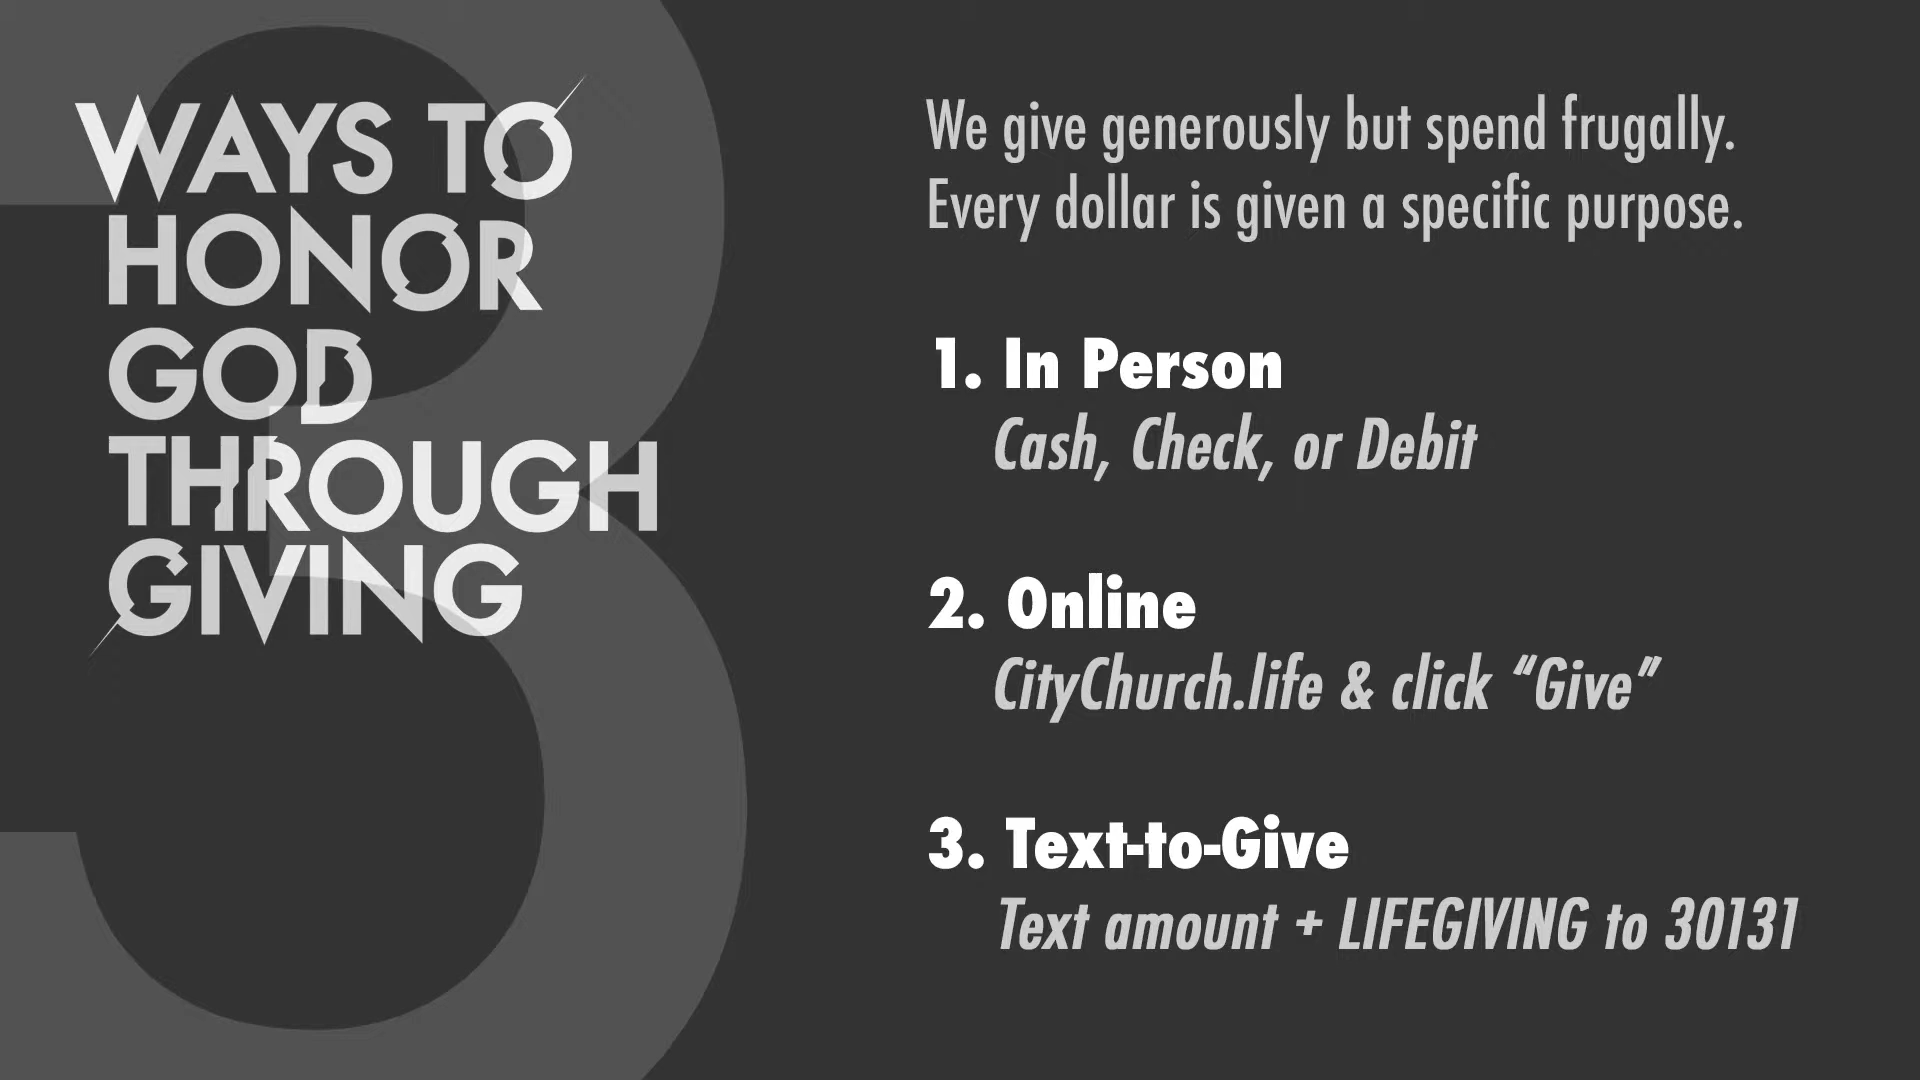 3
WAYS TO
HONOR
GOD
THROUGH
GIVING
We give generously but spend frugally.
Every dollar is given a specific purpose.
1. In Person
Cash, Check, or Debit
2. Online
CityChurch.life & click “Give”
3. Text-to-Give
Text amount + LIFEGIVING to 30131